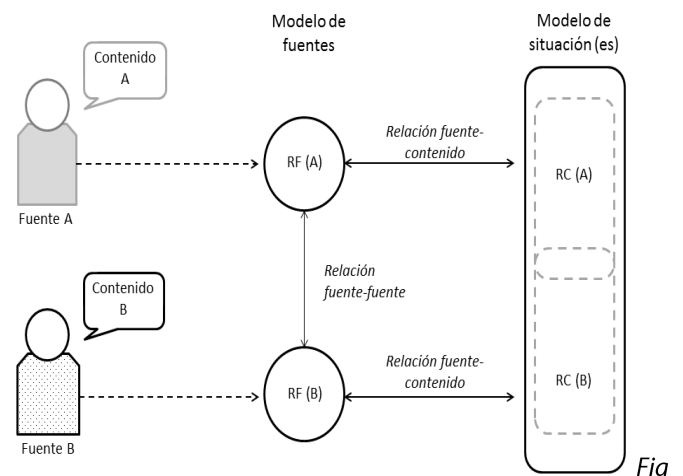 Modelo de
fuentes
Modelo de
situación (es)
Contenido
A
Relación fuente-
contenido
RF (A)
RC (A)
Fuente A
Relación
fuente-fuente
Contenido
B
Relación fuente-
contenido
RF (B)
RC (B)
Fuente B
Fig